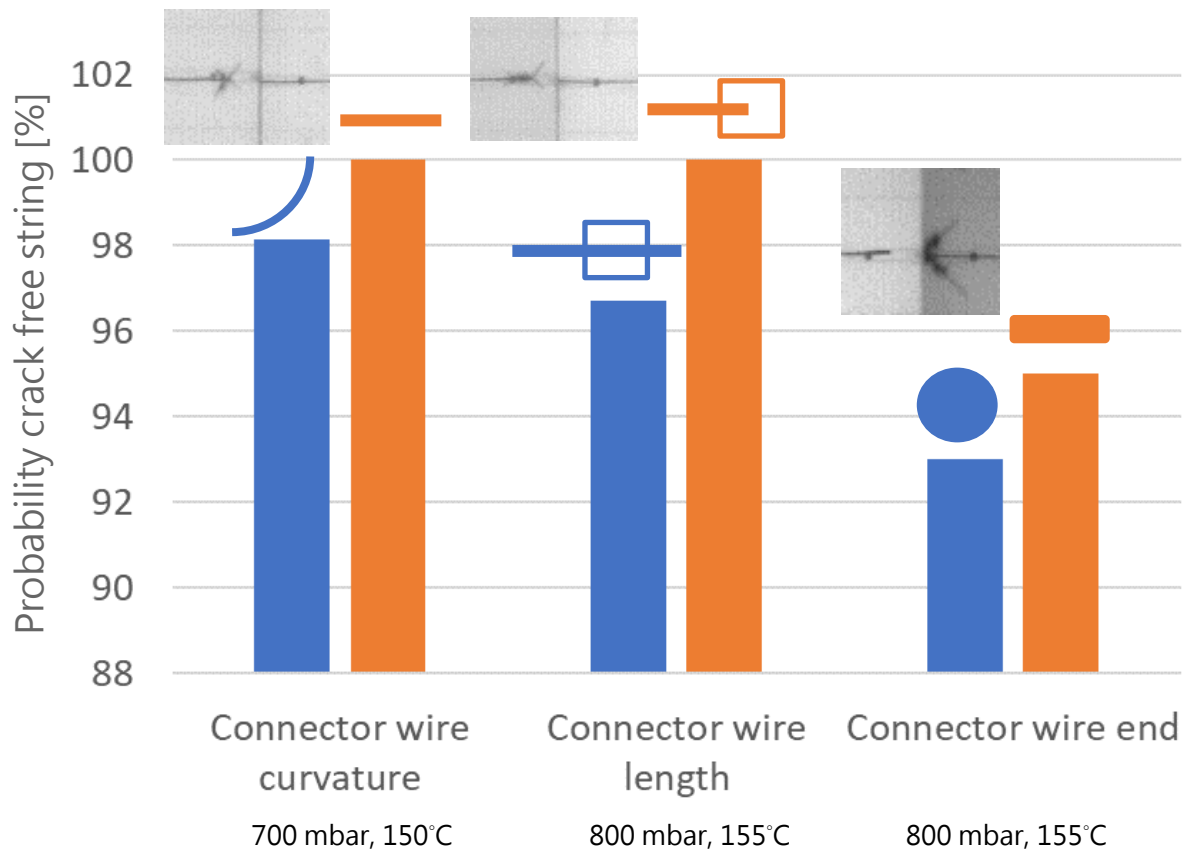 Probability crack free string [%]
102
100
98
96
94
92
90
88
Connector wire
curvature
700 mbar, 150°C
Connector wire
length
800 mbar, 155°C
Connector wire end
800 mbar, 155°C